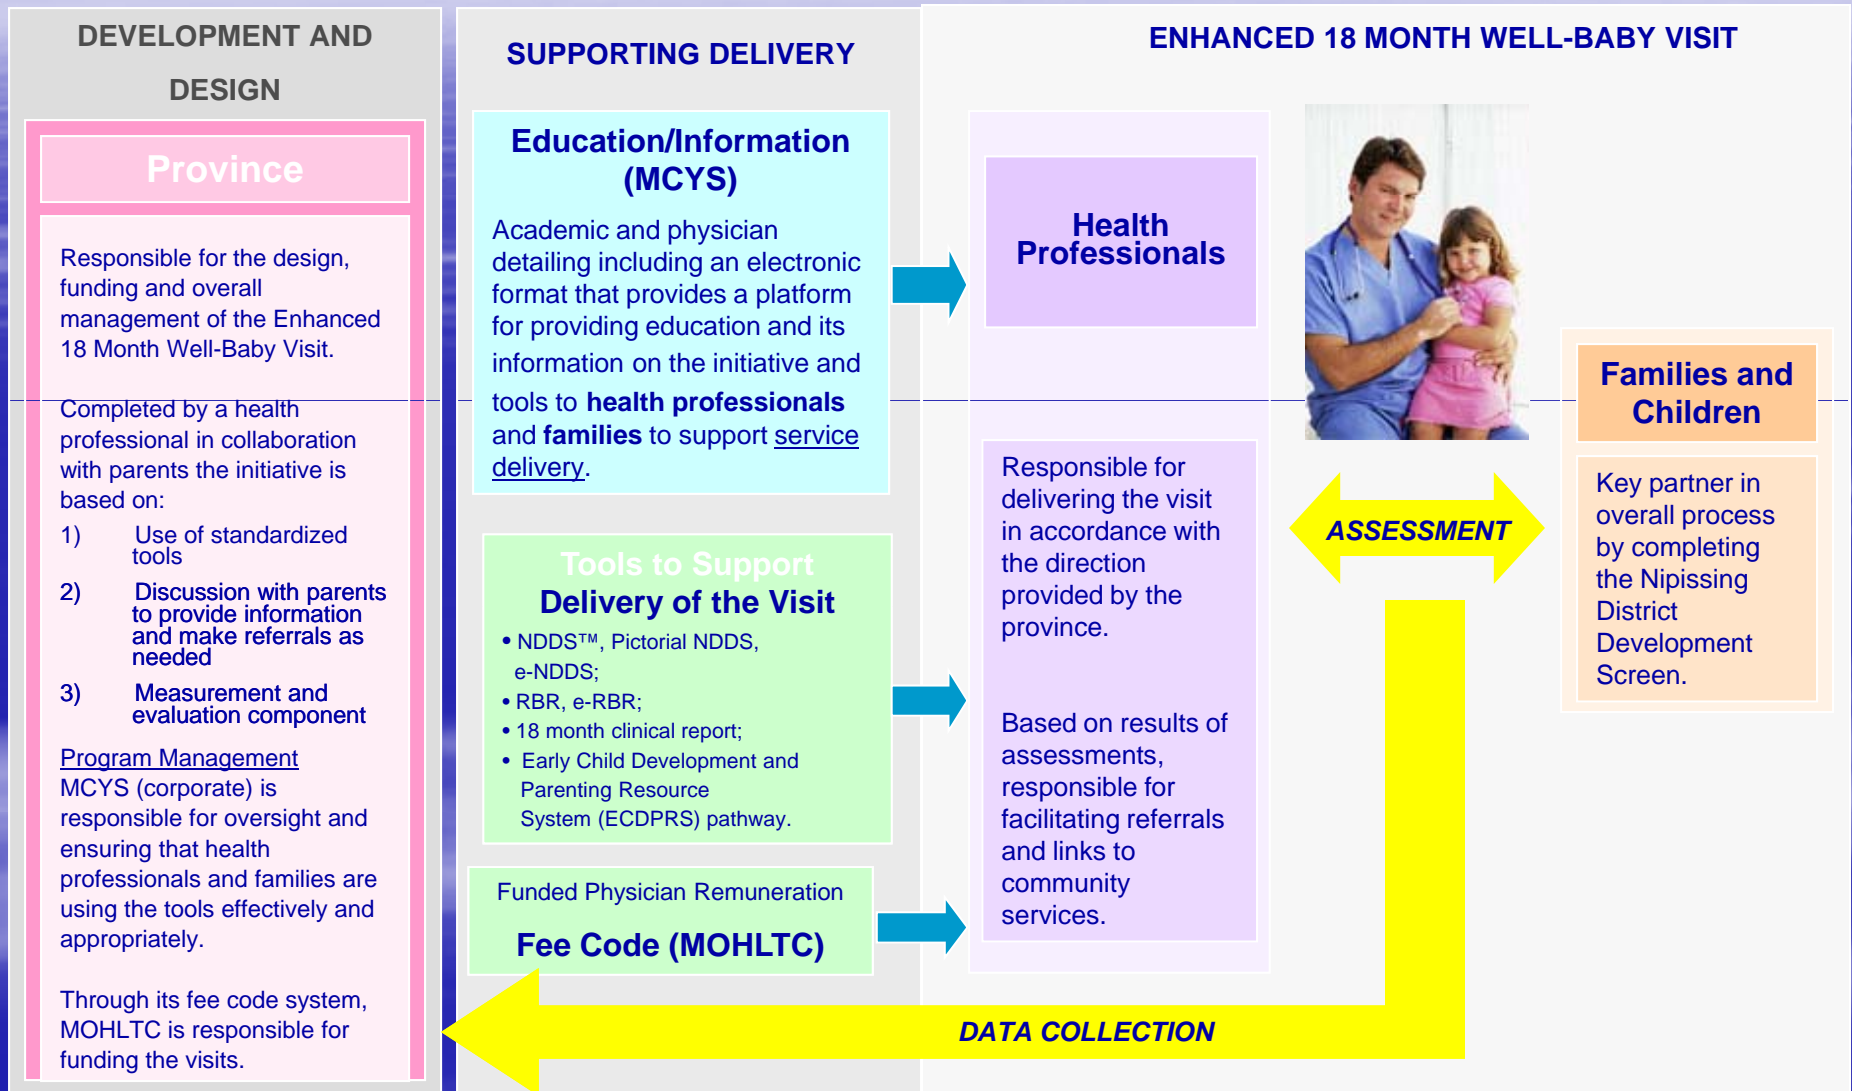 DEVELOPMENT AND
DESIGN
Province
Responsible for the design,
funding and overall
management of the Enhanced
18 Month Well-Baby Visit.
Completed by a health
professional in collaboration
with parents the initiative is
based on:
1) Use of standardized
tools
2) Discussion with parents
to provide information
and make referrals as
needed
3) Measurement and
evaluation component
Program Management
MCYS (corporate) is
responsible for oversight and
ensuring that health
professionals and families are
using the tools effectively and
appropriately.
Through its fee code system,
MOHLTC is responsible for
funding the visits.
SUPPORTING DELIVERY
Education/Information
(MCYS)
Academic and physician
detailing including an electronic
format that provides a platform
for providing education and its
information on the initiative and
tools to health professionals
and families to support service
delivery.
Tools to Support
Delivery of the Visit
• NDDS™, Pictorial NDDS,
e-NDDS;
• RBR, e-RBR;
• 18 month clinical report;
• Early Child Development and
Parenting Resource
System (ECDPRS) pathway.
Funded Physician Remuneration
Fee Code (MOHLTC)
ENHANCED 18 MONTH WELL-BABY VISIT
Health
Professionals
Responsible for
delivering the visit
in accordance with
the direction
provided by the
province.
Based on results of
assessments,
responsible for
facilitating referrals
and links to
community
services.
ASSESSMENT
Families and
Children
Key partner in
overall process
by completing
the Nipissing
District
Development
Screen.
DATA COLLECTION